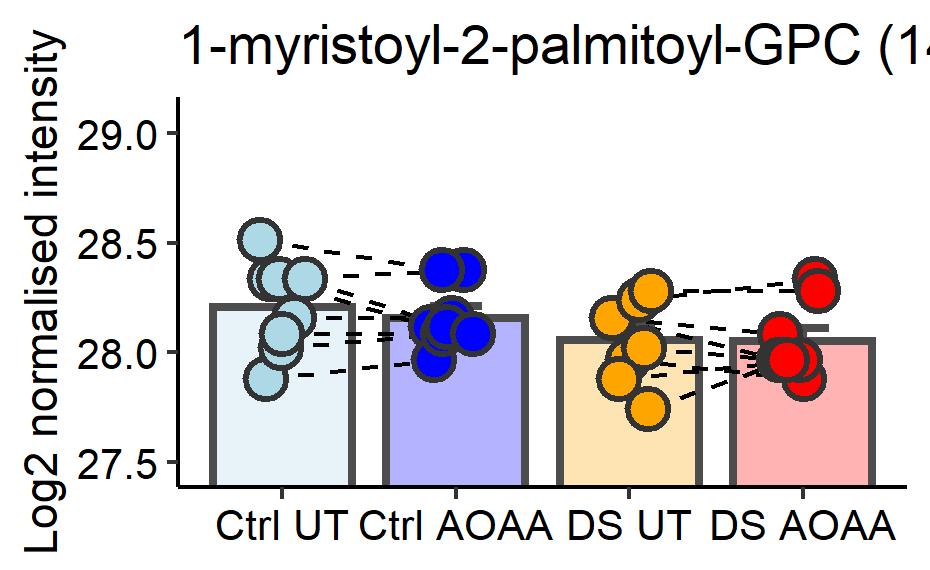 1-myristoyl-2-palmitoyl-GPC (14
Log2 normalised intensity
29.0
28.5
28.0
27.5
Ctrl UT Ctrl AOAA DS UT DS AOAA